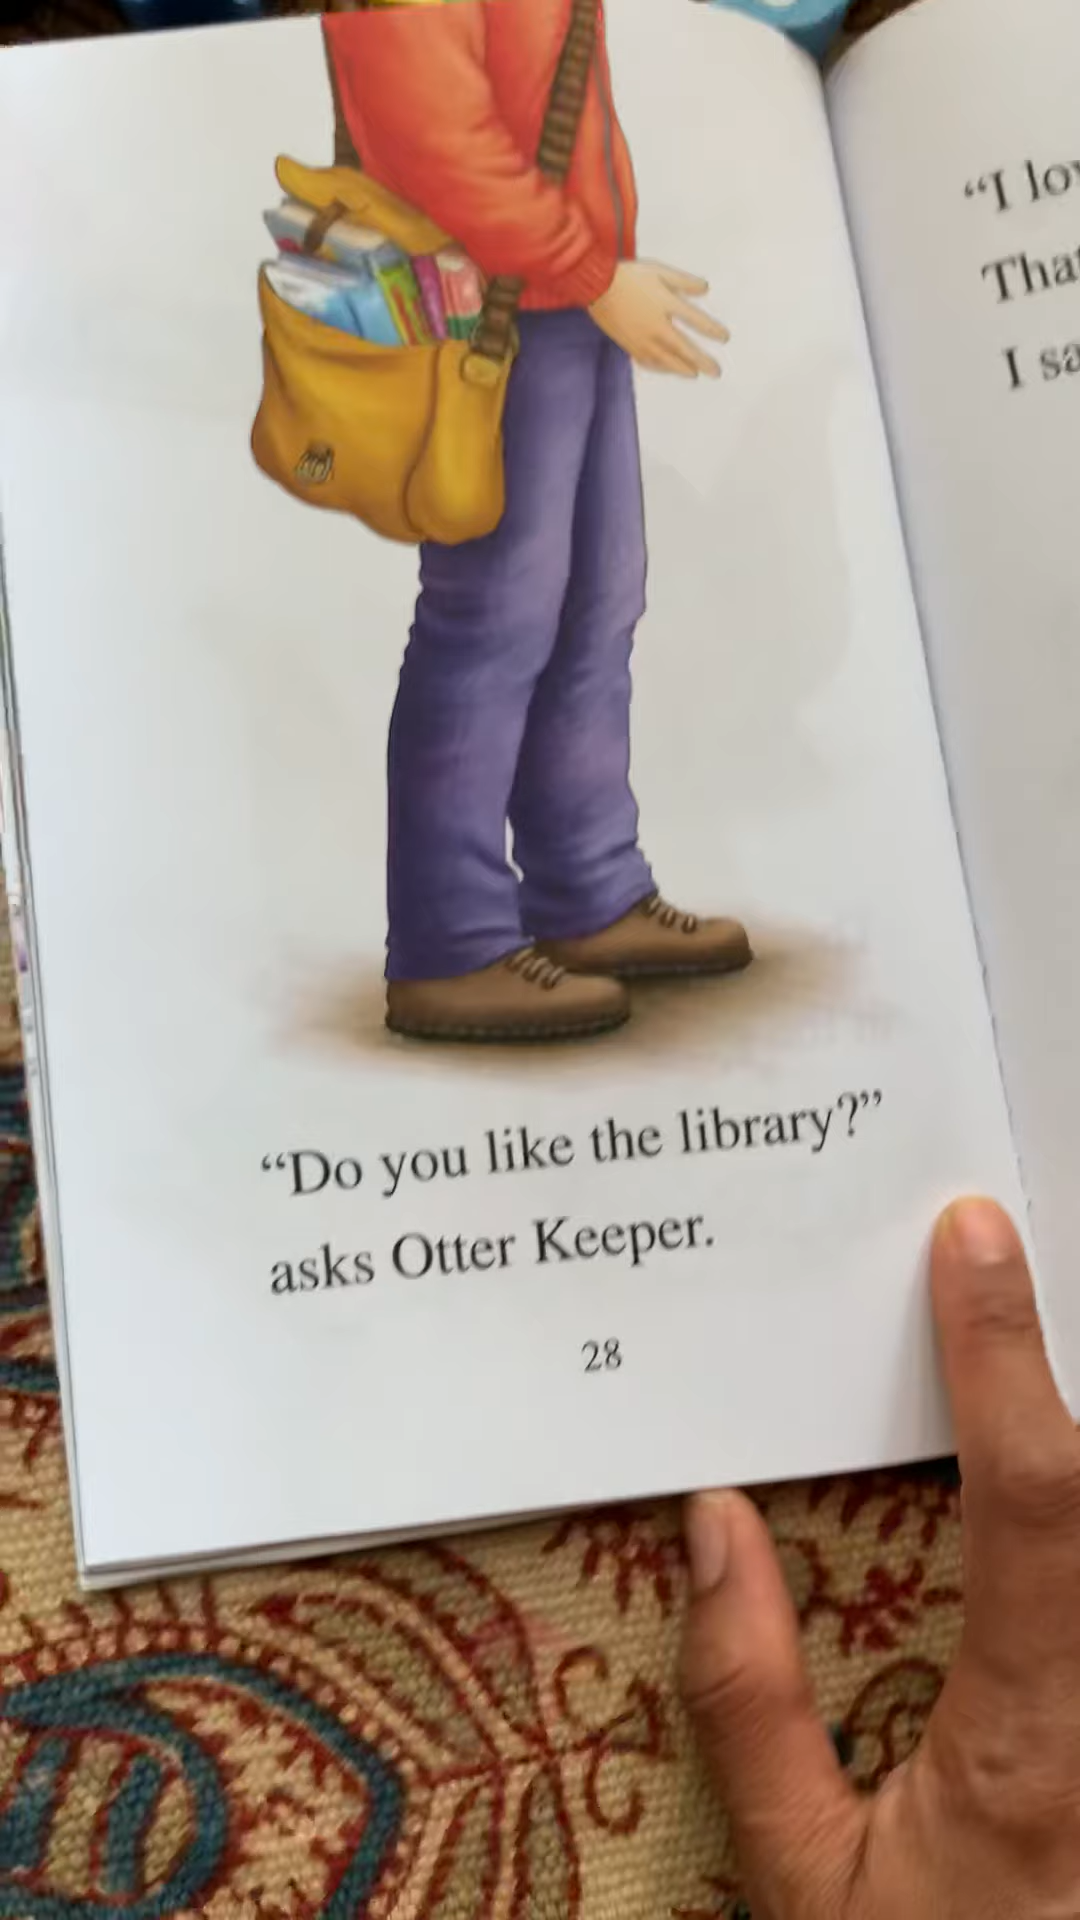 “Do you like the library?”
asks Otter Keeper.
28
“I
I